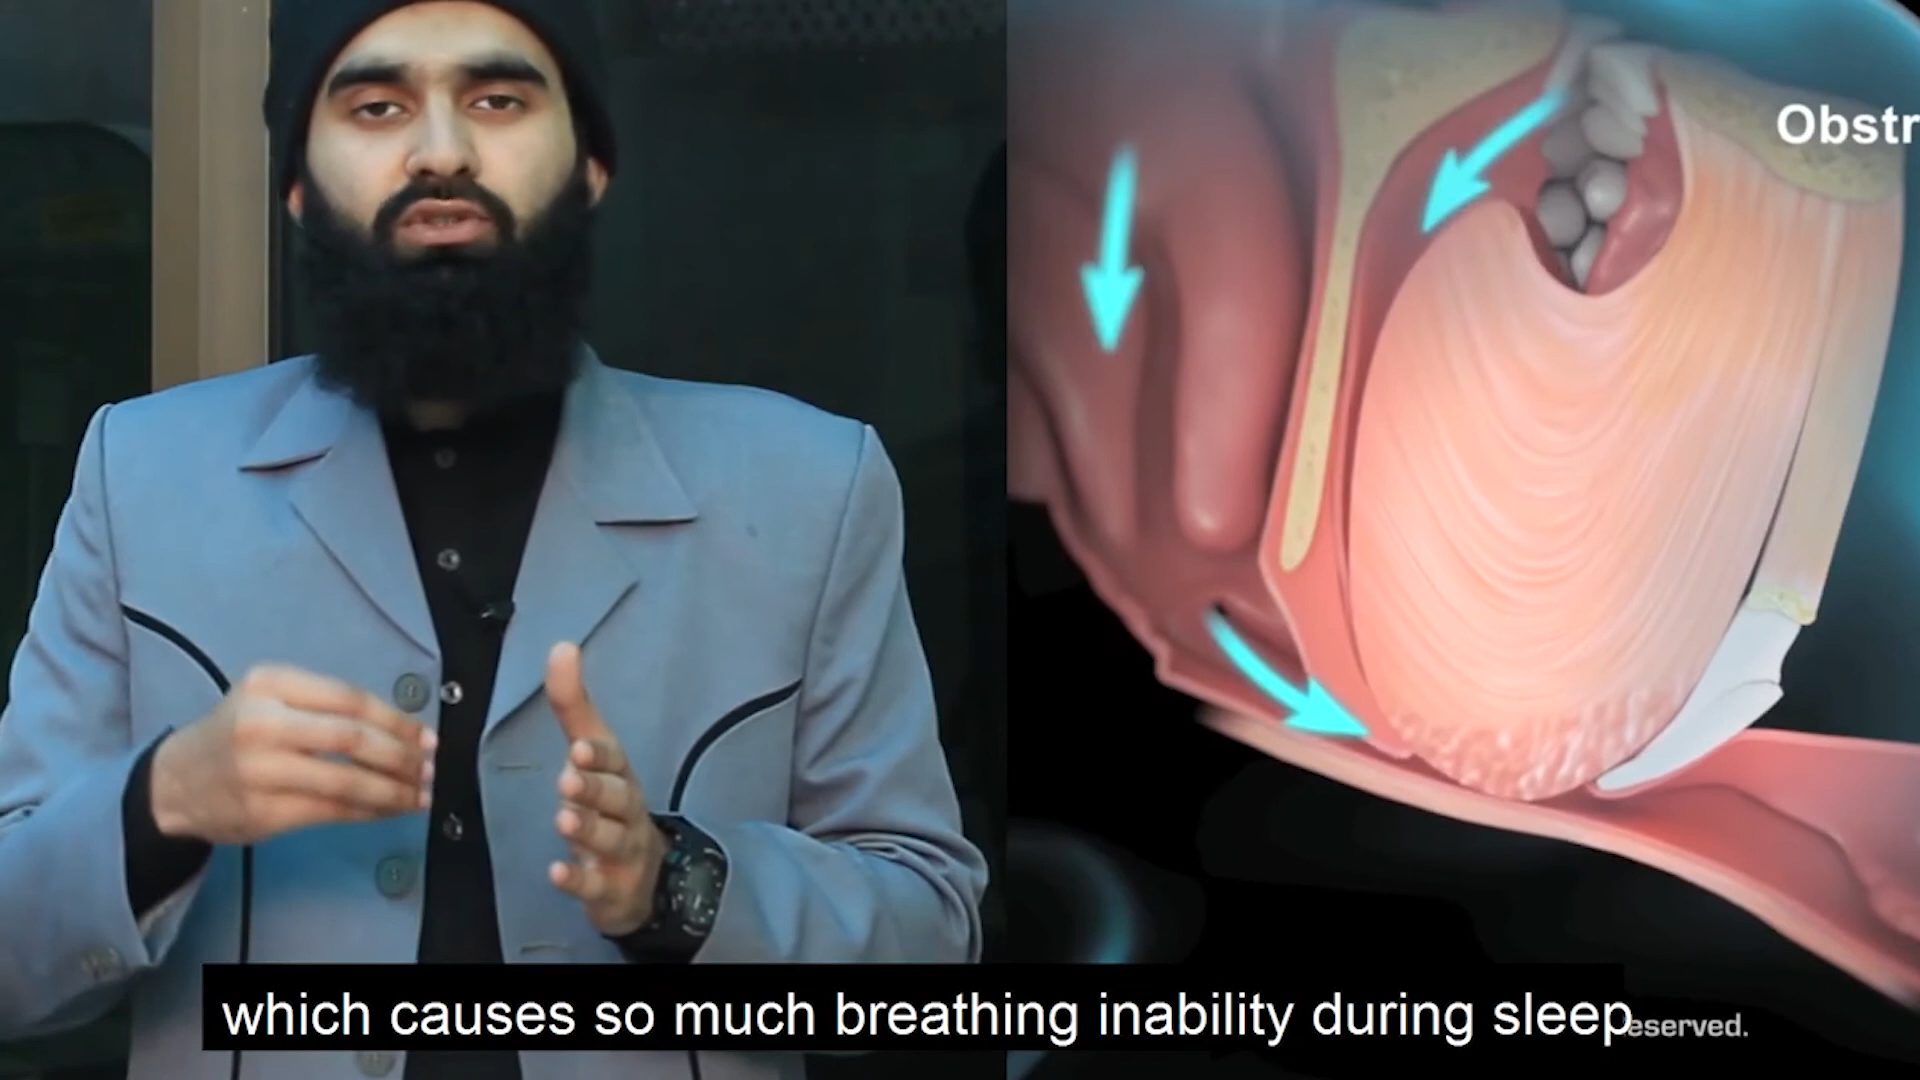 Obstr
which causes so much breathing inability during sleep
eserved.